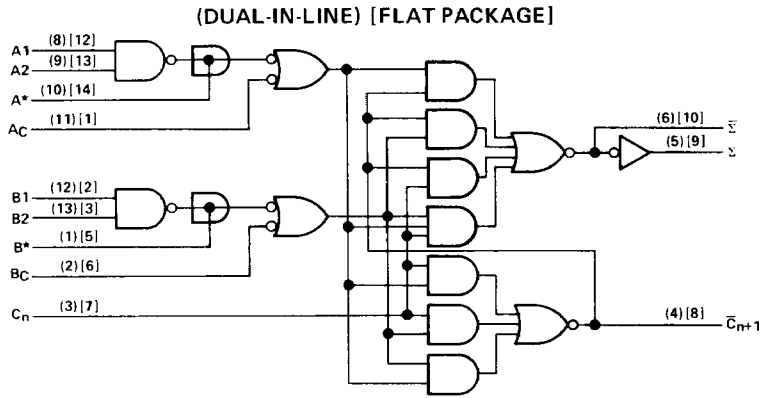 (DUAL-IN-LINE) [FLAT PACKAGE]
A1 (8) [12]
A2 (9) [13]
A* (10) [14]
AC (11) [1]
(6) [10] Σ̅
(5) [9] Σ
B1 (12) [2]
B2 (13) [3]
B* (1) [5]
BC (2) [6]
Cn (3) [7]
(4) [8] C̅n+1